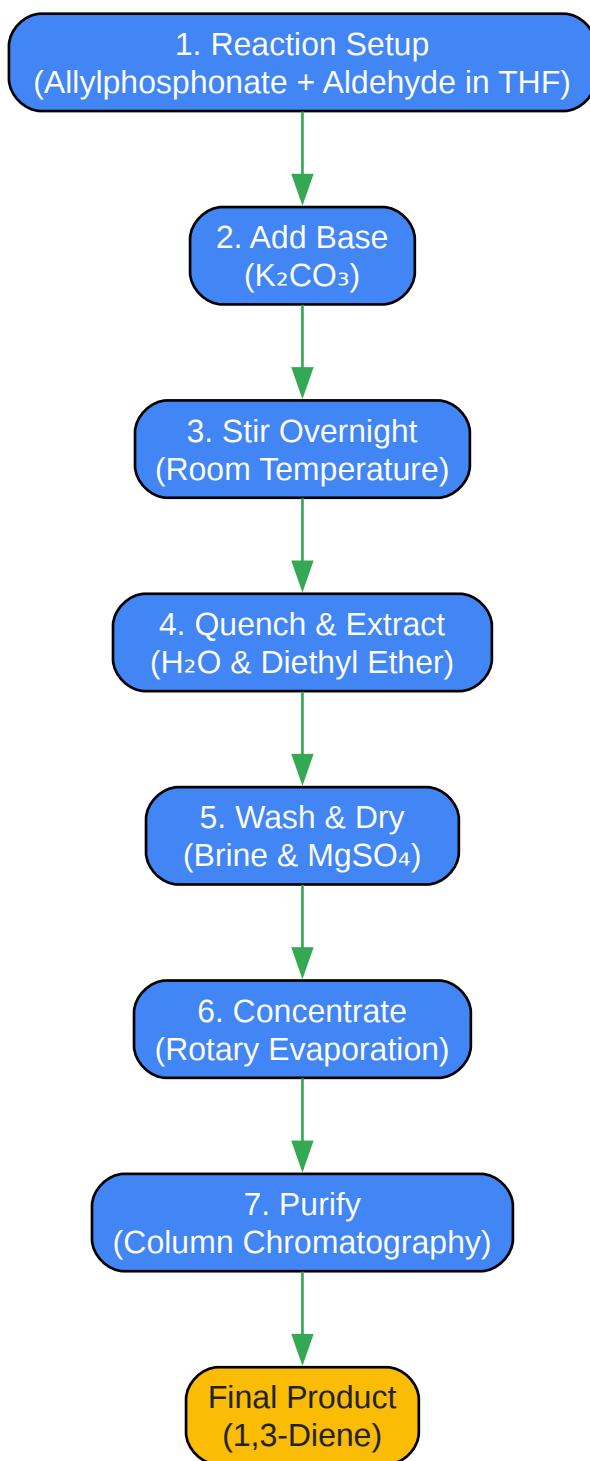 1. Reaction Setup
(Allylphosphonate + Aldehyde in THF)
2. Add Base
(K₂CO₃)
3. Stir Overnight
(Room Temperature)
4. Quench & Extract
(H₂O & Diethyl Ether)
5. Wash & Dry
(Brine & MgSO₄)
6. Concentrate
(Rotary Evaporation)
7. Purify
(Column Chromatography)
Final Product
(1,3-Diene)